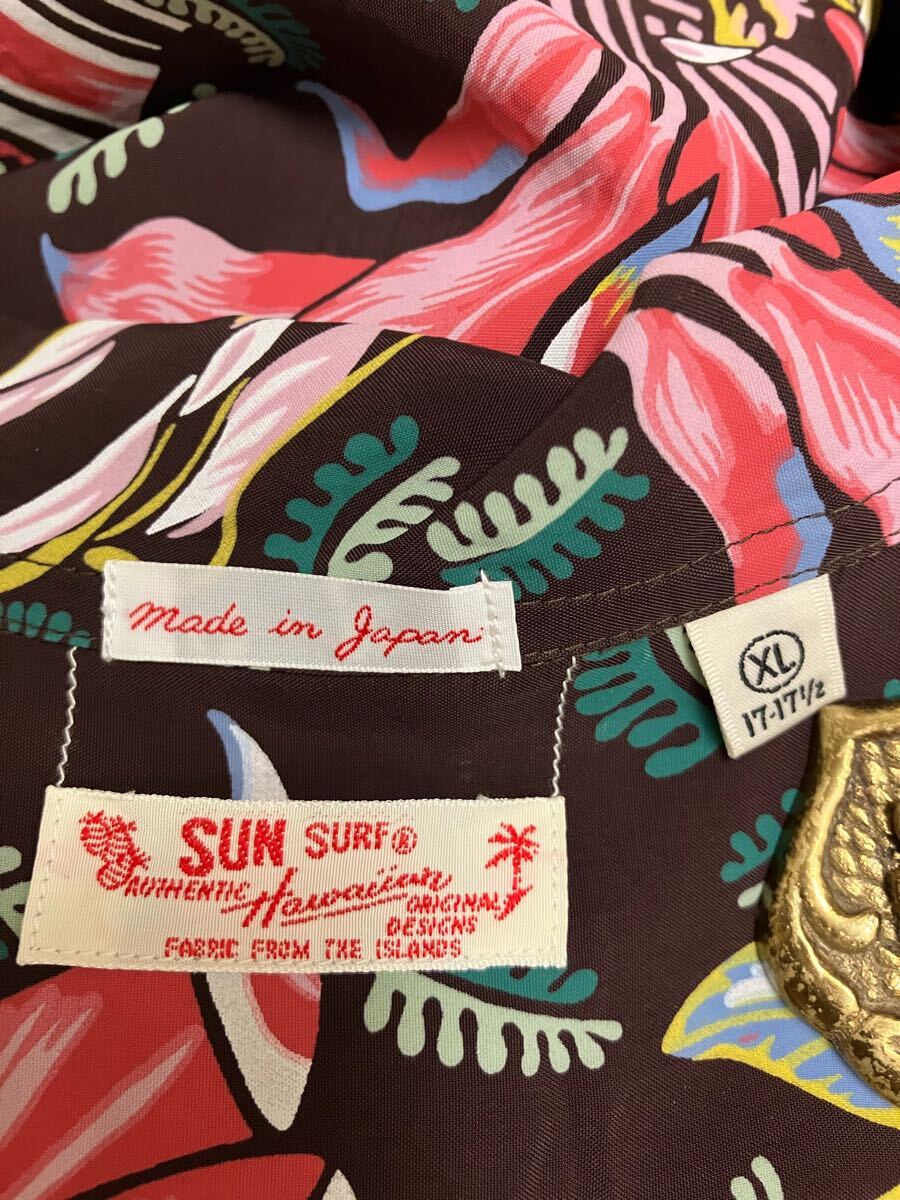 made in Japan
XL
17-17½
SUN SURF®
AUTHENTIC Hawaiian ORIGINAL
DESIGNS
FABRIC FROM THE ISLANDS